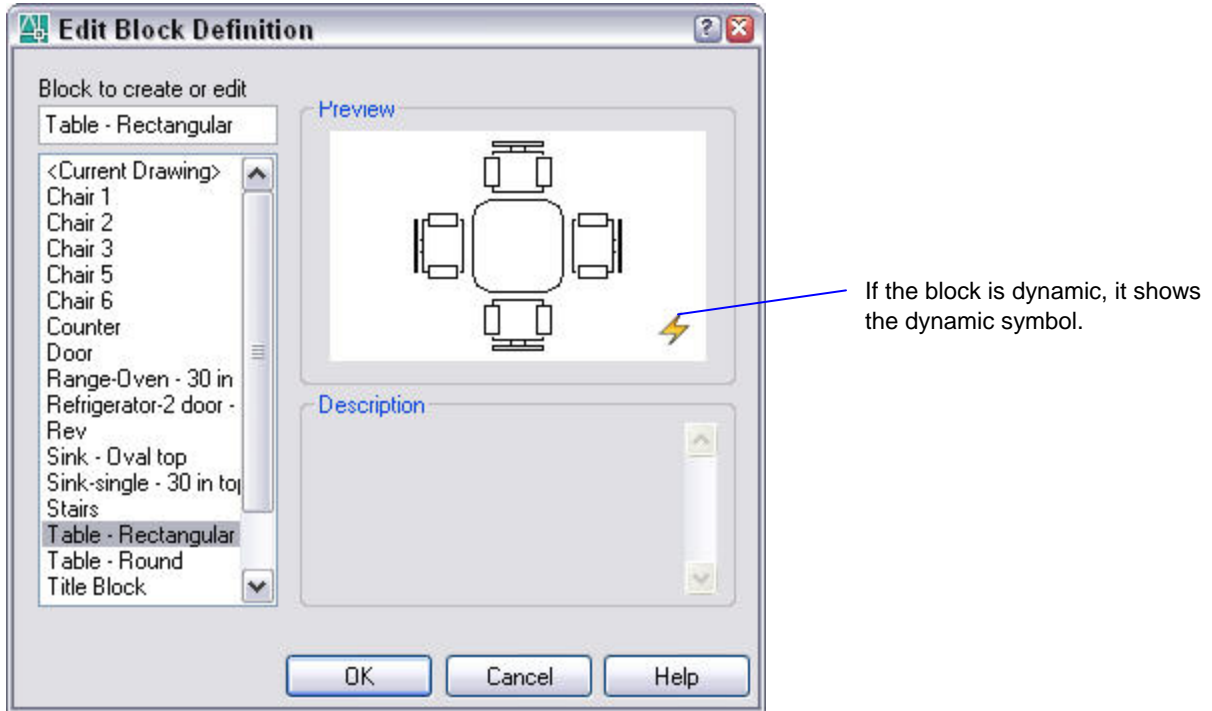 Edit Block Definition
Block to create or edit
Table - Rectangular
<Current Drawing>
Chair 1
Chair 2
Chair 3
Chair 5
Chair 6
Counter
Door
Range-Oven - 30 in
Refrigerator-2 door -
Rev
Sink - Oval top
Sink-single - 30 in top
Stairs
Table - Rectangular
Table - Round
Title Block
Preview
If the block is dynamic, it shows
the dynamic symbol.
Description
OK
Cancel
Help